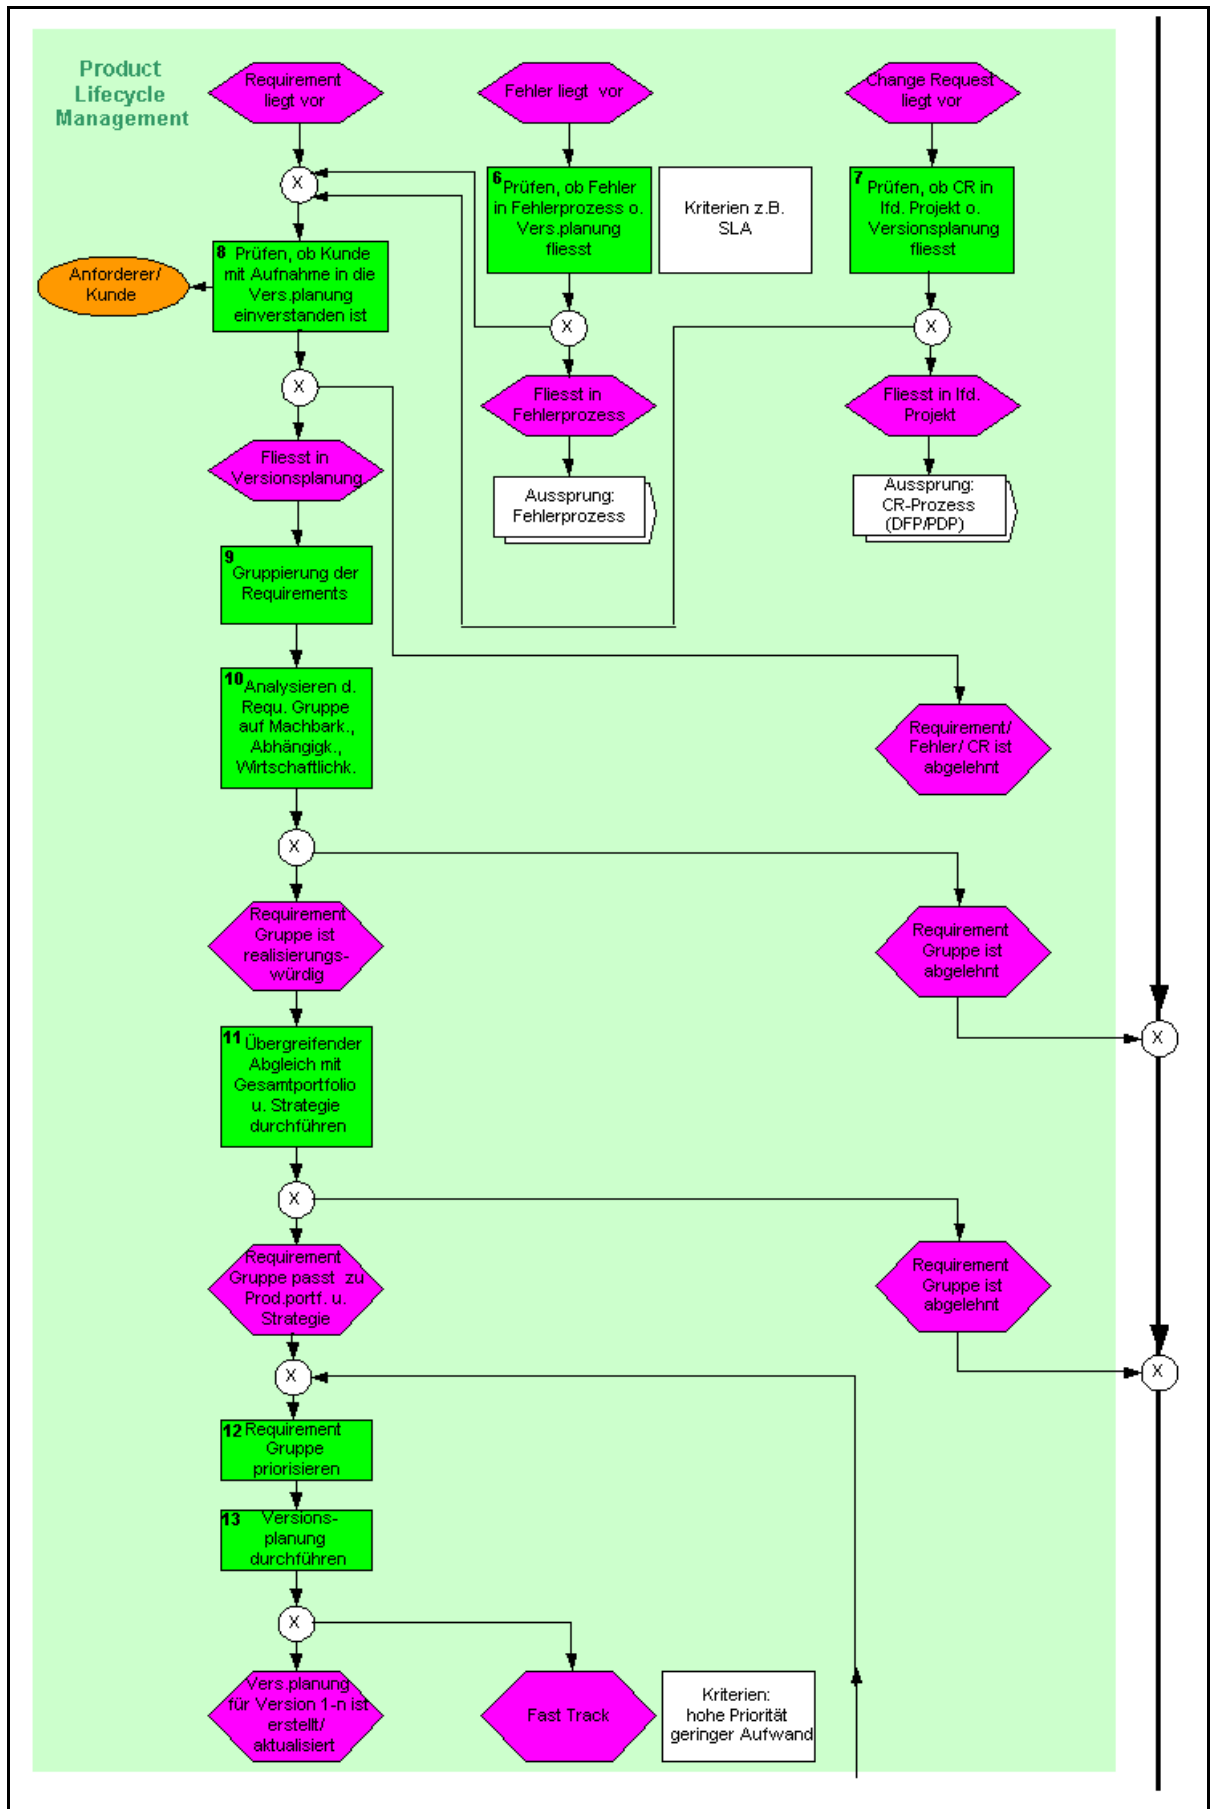 Product
Lifecycle
Management
Requirement
liegt vor
Fehler liegt vor
Change Request
liegt vor
X
6
Prüfen, ob Fehler
in Fehlerprozess o.
Vers.planung
fliesst
Kriterien z.B.
SLA
7
Prüfen, ob CR in
lfd. Projekt o.
Versionsplanung
fliesst
8 Prüfen, ob Kunde
mit Aufnahme in die
Vers.planung
einverstanden ist
Anforderer/
Kunde
X
X
X
Fliesst in
Fehlerprozess
Fliesst in lfd.
Projekt
Fliesst in
Versionsplanung
Aussprung:
Fehlerprozess
Aussprung:
CR-Prozess
(DFP/PDP)
9
Gruppierung der
Requirements
10 Analysieren d.
Requ. Gruppe
auf Machbark.,
Abhängigk.,
Wirtschaftlichk.
Requirement/
Fehler/ CR ist
abgelehnt
X
Requirement
Gruppe ist
realisierungs-
würdig
Requirement
Gruppe ist
abgelehnt
11 Übergreifender
Abgleich mit
Gesamtportfolio
u. Strategie
durchführen
X
X
Requirement
Gruppe passt zu
Prod.portf. u.
Strategie
Requirement
Gruppe ist
abgelehnt
X
X
12 Requirement
Gruppe
priorisieren
13 Versions-
planung
durchführen
X
Vers.planung
für Version 1-n ist
erstellt/
aktualisiert
Fast Track
Kriterien:
hohe Priorität
geringer Aufwand